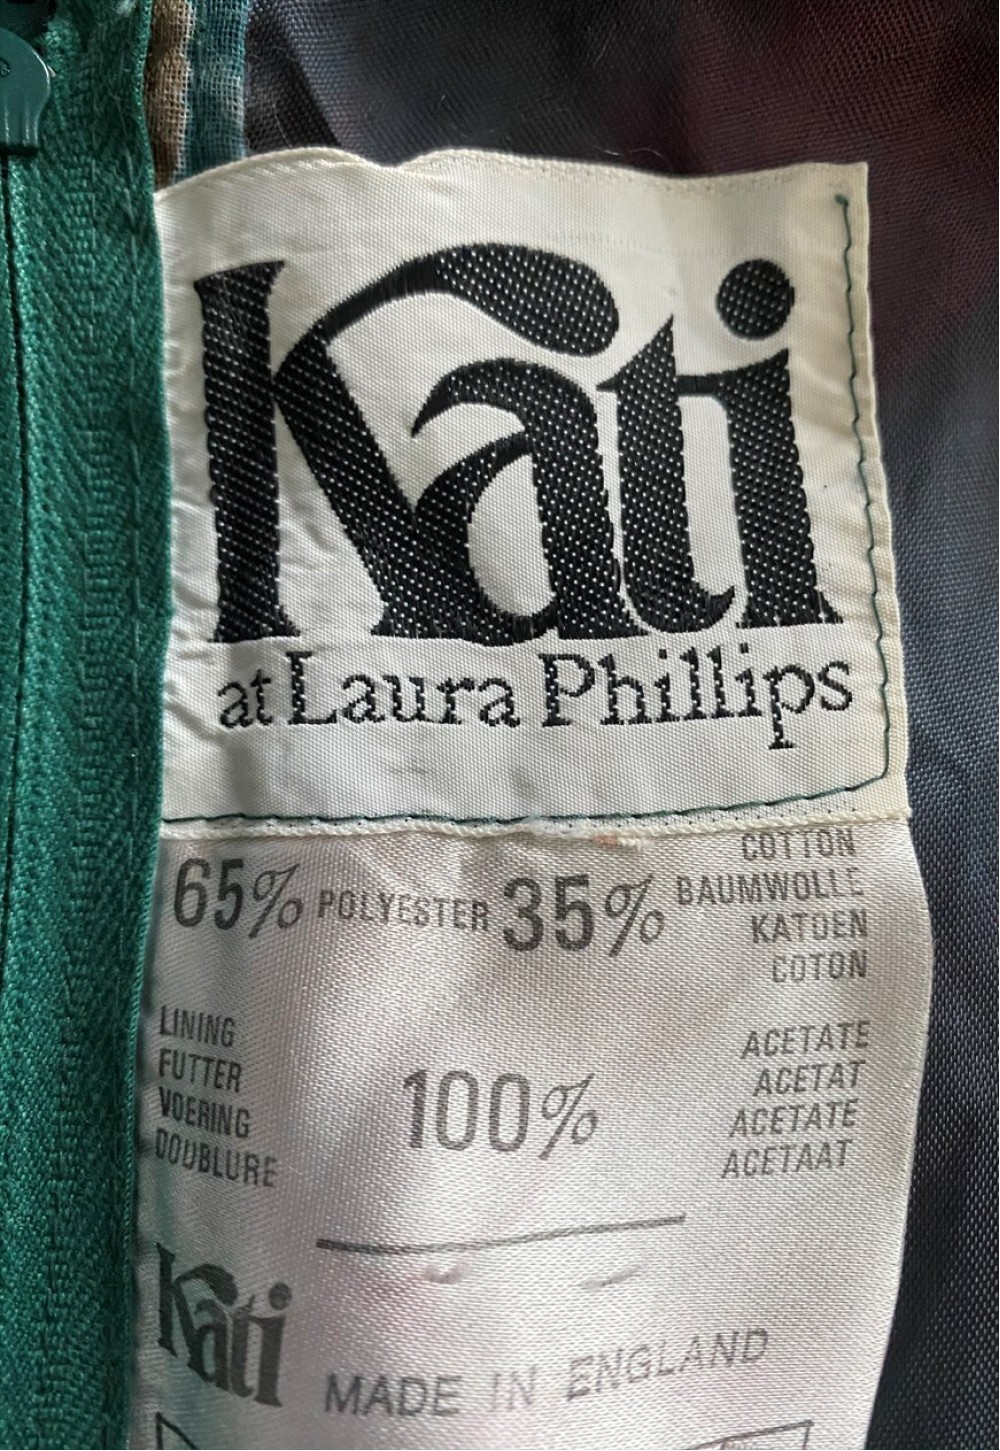 Kati
at Laura Phillips
65% POLYESTER 35% COTTON
BAUMWOLLE
KATOEN
COTON
LINING
FUTTER
VOERING
DOUBLURE
100%
ACETATE
ACETAT
ACETATE
ACETAAT
Kati
MADE IN ENGLAND